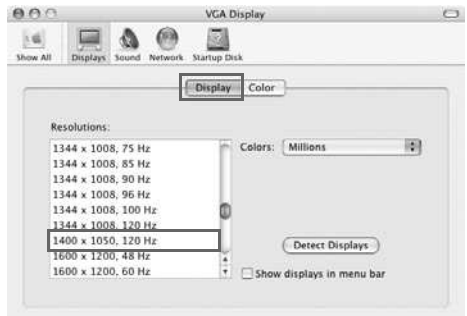 VGA Display
Show All Displays Sound Network Startup Disk
Display Color
Resolutions:
1344 x 1008, 75 Hz
1344 x 1008, 85 Hz
1344 x 1008, 90 Hz
1344 x 1008, 96 Hz
1344 x 1008, 100 Hz
1344 x 1008, 120 Hz
1400 x 1050, 120 Hz
1600 x 1200, 48 Hz
1600 x 1200, 60 Hz
Colors: Millions
Detect Displays
Show displays in menu bar